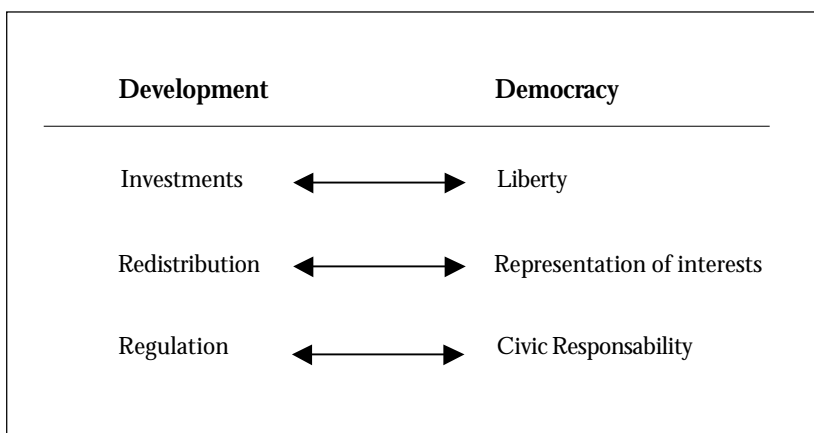 Development Democracy
Investments Liberty
Redistribution Representation of interests
Regulation Civic Responsability